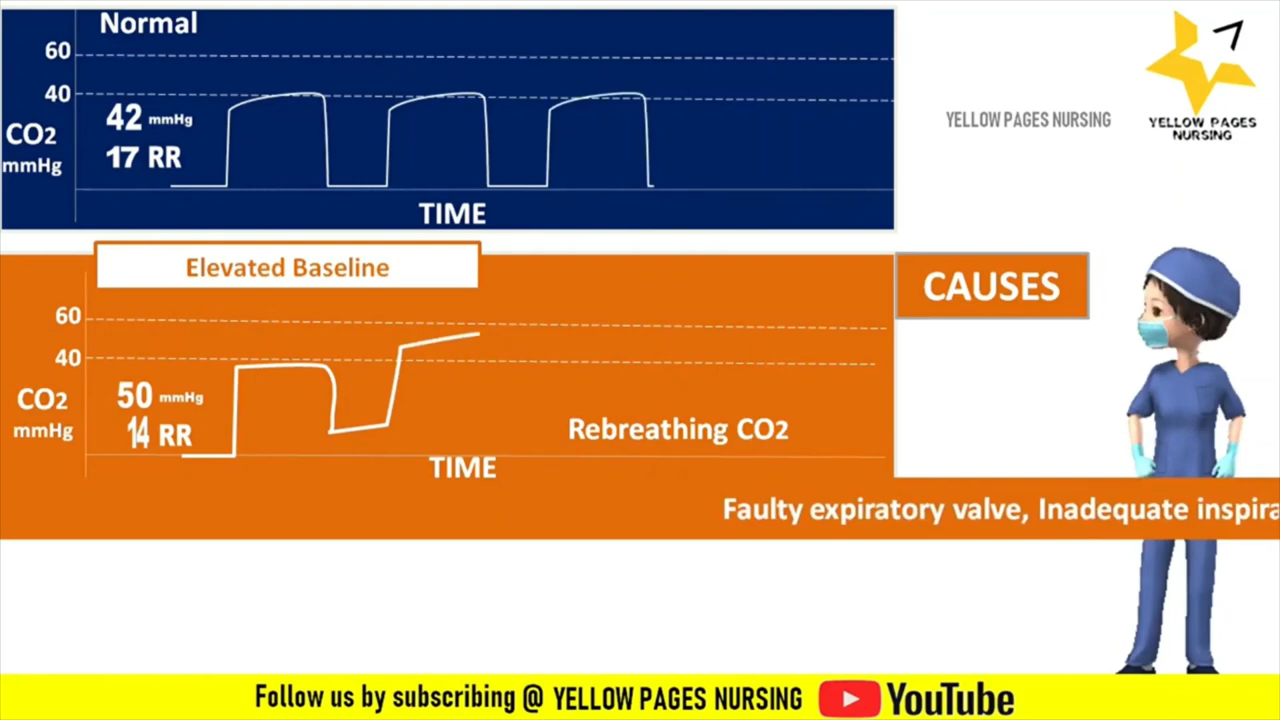 Normal
60
40
CO2
mmHg
42 mmHg
17 RR
TIME
YELLOW PAGES NURSING
YELLOW PAGES
NURSING
Elevated Baseline
CAUSES
60
40
CO2
mmHg
50 mmHg
14 RR
Rebreathing CO2
TIME
Faulty expiratory valve, Inadequate
Follow us by subscribing @ YELLOW PAGES NURSING YouTube